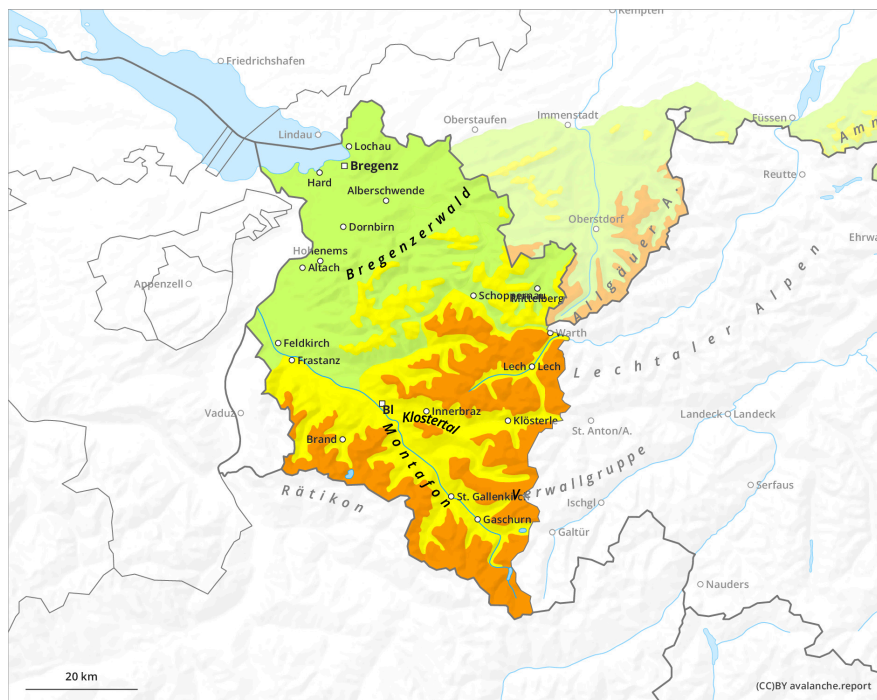 Kempten
Friedrichshafen
Immenstadt
Füssen
Oberstaufen
Lindau
Lochau
Bregenz
Hard
Alberschwende
Reutte
Dornbirn
Oberstdorf
Ehrwa
Hohenems
Altach
Bregenzerwald
Appenzell
Schoppernau
Mittelberg
Allgäuer A.
Amm
Warth
Feldkirch
Frastanz
Lech
Lech
Lechtaler Alpen
Vaduz
Bl
Innerbraz
Klostertal
Klösterle
St. Anton/A.
Landeck
Landeck
Brand
Montafon
Verwallgruppe
Rätikon
St. Gallenkirch
Ischgl
Serfaus
Gaschurn
Galtür
Nauders
20 km
(CC)BY avalanche.report